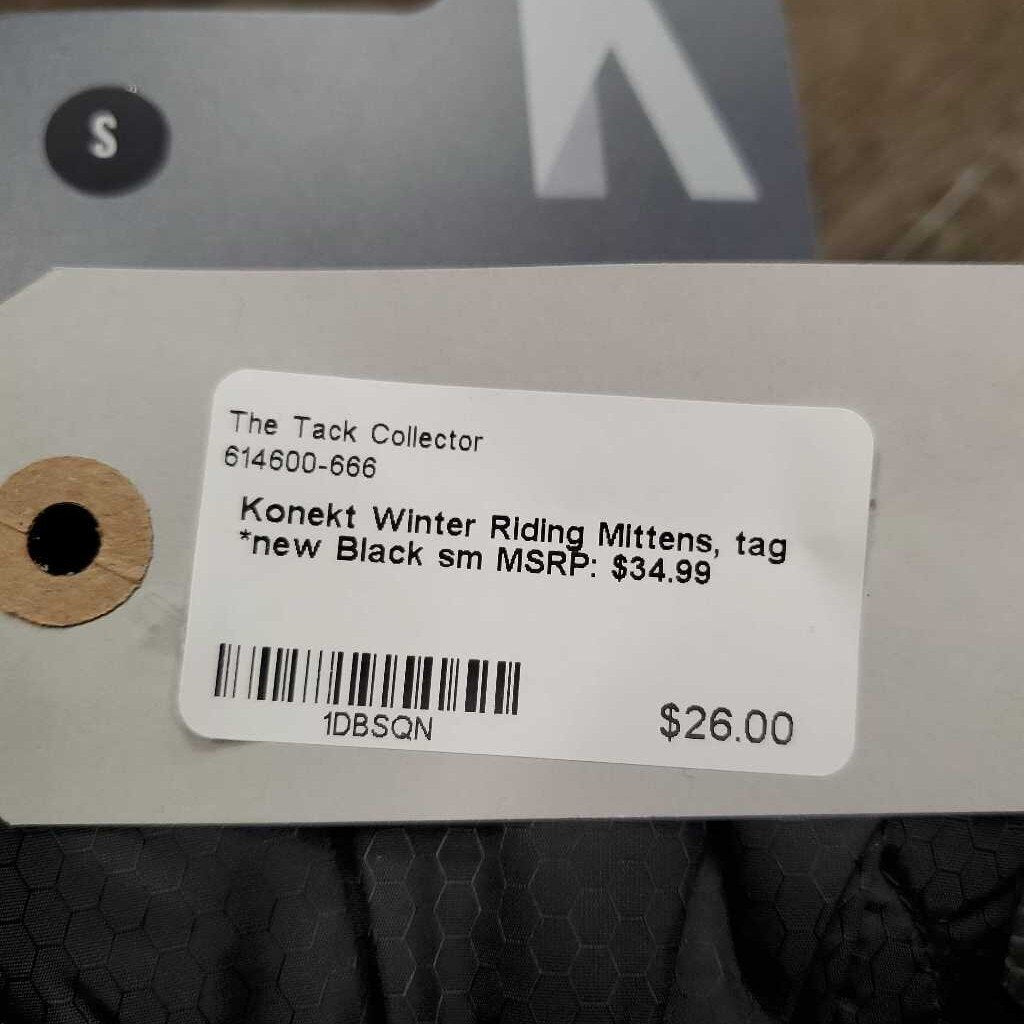 S
K
The Tack Collector
614600-666
Konekt Winter Riding Mittens, tag
*new Black sm MSRP: $34.99
1DBSQN
$26.00